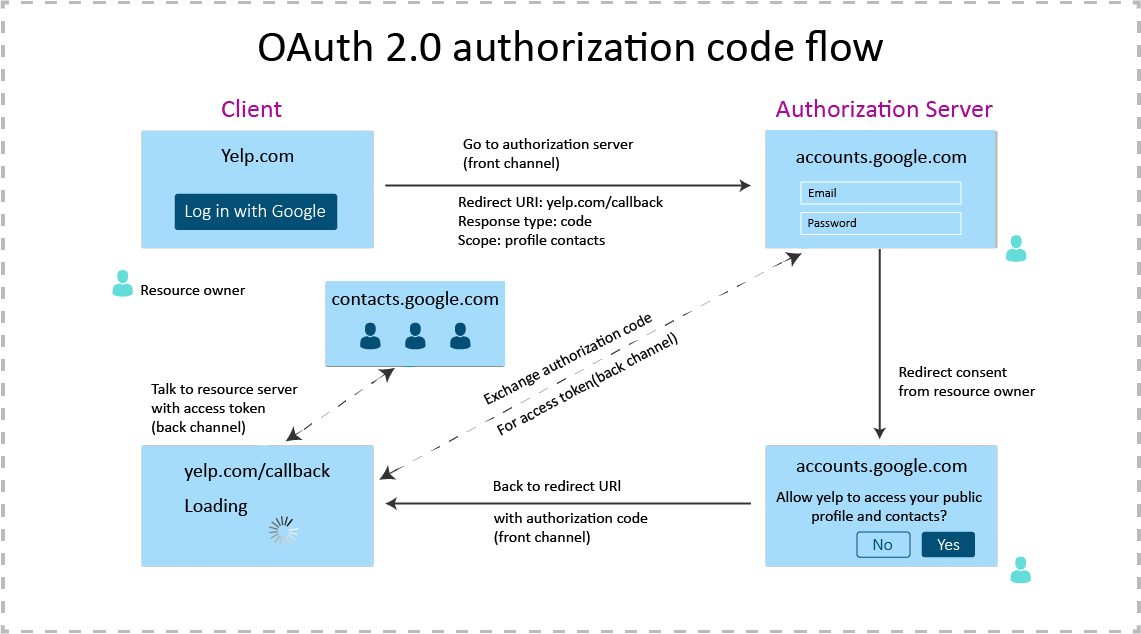 OAuth 2.0 authorization code flow
Client
Authorization Server
Yelp.com
Log in with Google
Go to authorization server
(front channel)
Redirect URI: yelp.com/callback
Response type: code
Scope: profile contacts
accounts.google.com
Email
Password
Resource owner
contacts.google.com
Exchange authorization code
For access token(back channel)
Talk to resource server
with access token
(back channel)
Redirect consent
from resource owner
yelp.com/callback
Loading
Back to redirect URl
with authorization code
(front channel)
accounts.google.com
Allow yelp to access your public
profile and contacts?
No
Yes